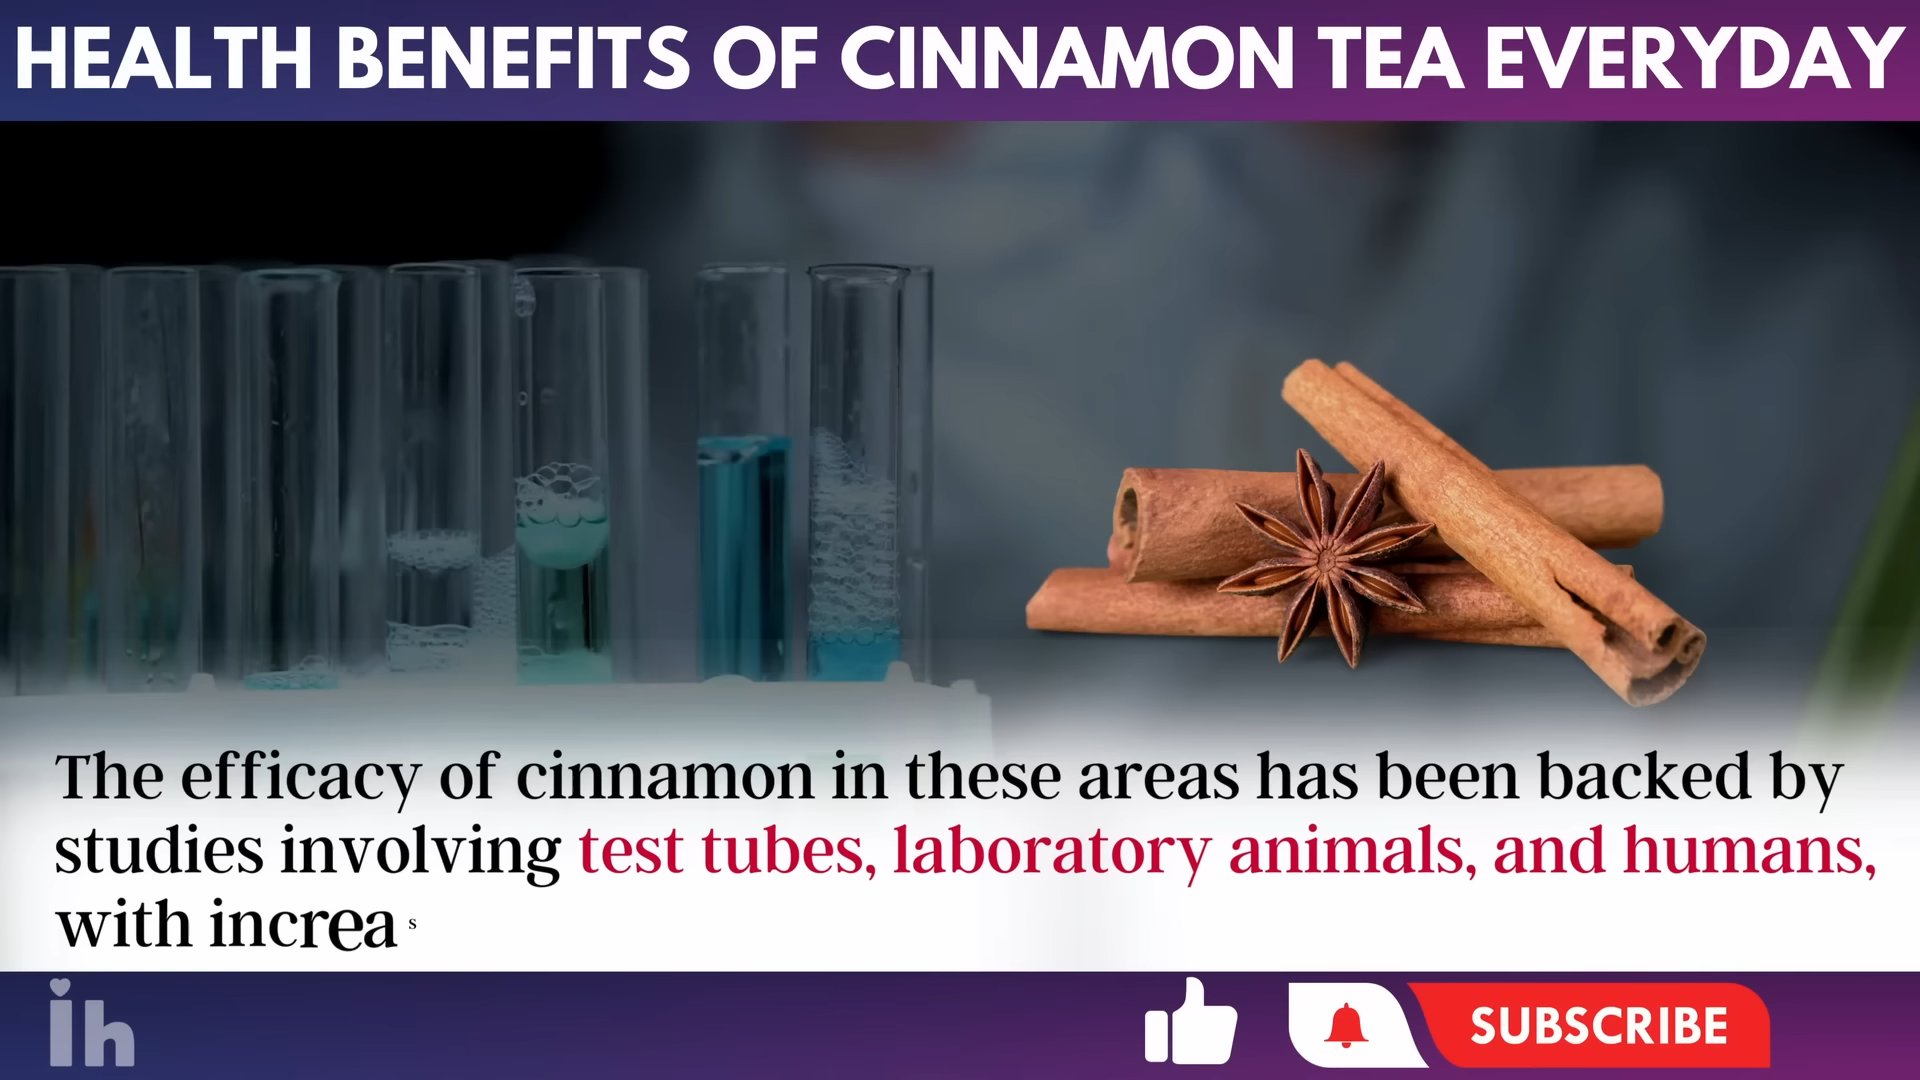 HEALTH BENEFITS OF CINNAMON TEA EVERYDAY
The efficacy of cinnamon in these areas has been backed by
studies involving test tubes, laboratory animals, and humans,
with increas
ih
SUBSCRIBE